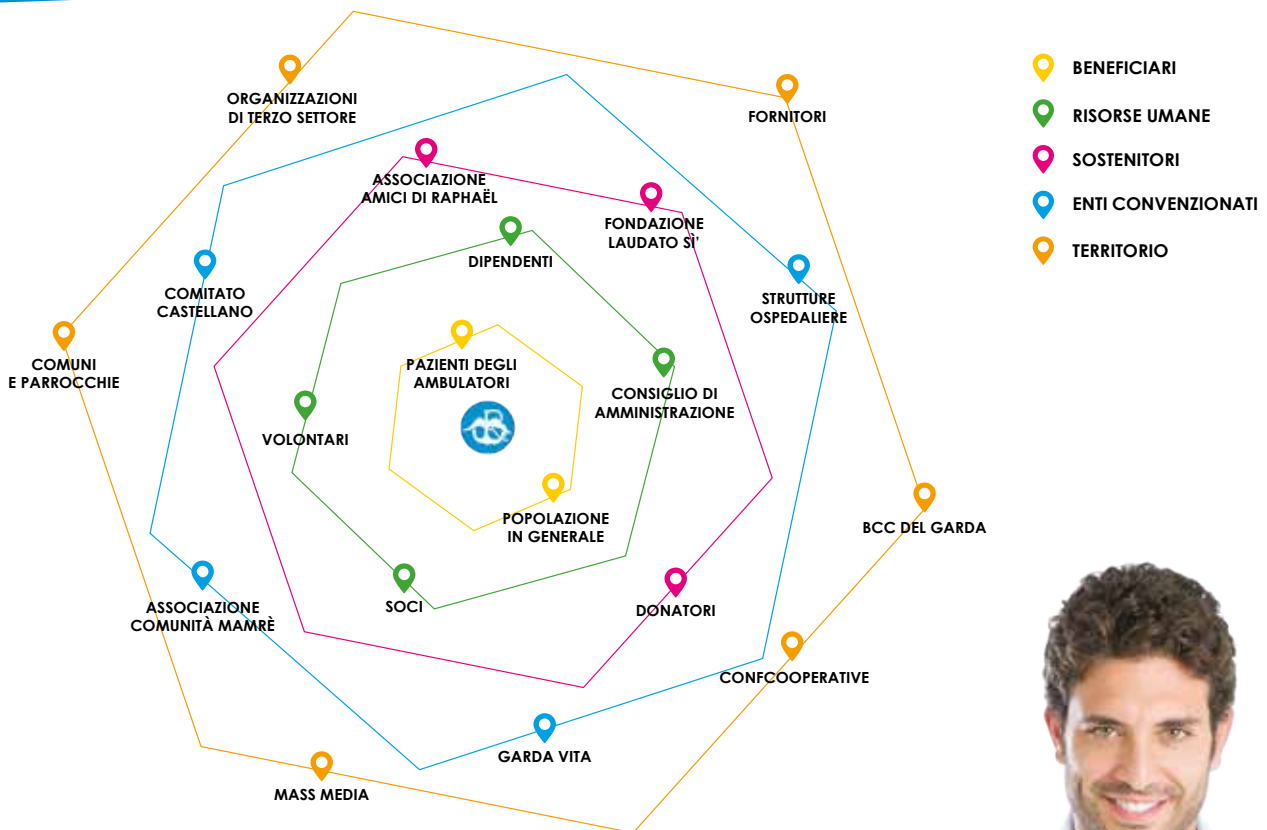 ORGANIZZAZIONI
DI TERZO SETTORE
FORNITORI
ASSOCIAZIONE
AMICI DI RAPHAËL
FONDAZIONE
LAUDATO SÌ'
DIPENDENTI
COMITATO
CASTELLANO
STRUTTURE
OSPEDALIERE
COMUNI
E PARROCCHIE
PAZIENTI DEGLI
AMBULATORI
CONSIGLIO DI
AMMINISTRAZIONE
VOLONTARI
POPOLAZIONE
IN GENERALE
BCC DEL GARDA
ASSOCIAZIONE
COMUNITÀ MAMRÈ
SOCI
DONATORI
CONFCOOPERATIVE
GARDA VITA
MASS MEDIA
BENEFICIARI
RISORSE UMANE
SOSTENITORI
ENTI CONVENZIONATI
TERRITORIO